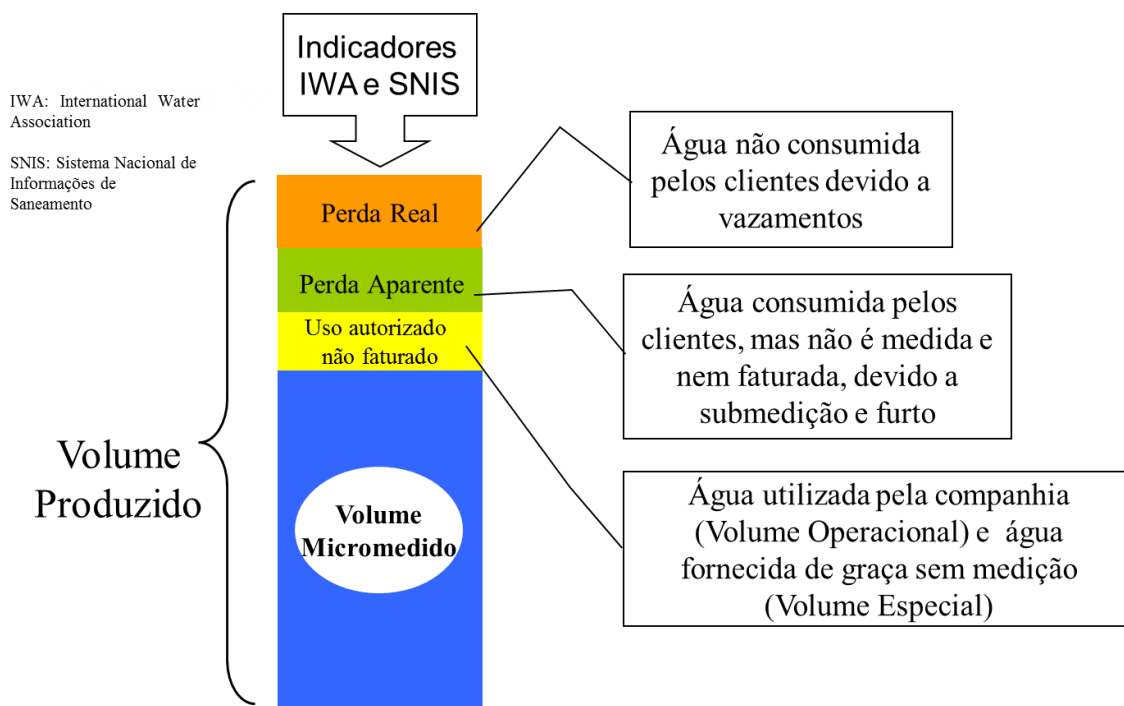 Indicadores
IWA e SNIS
IWA: International Water
Association
SNIS: Sistema Nacional de
Informações de
Saneamento
Volume
Produzido
Perda Real
Perda Aparente
Uso autorizado
não faturado
Volume
Micromedido
Água não consumida
pelos clientes devido a
vazamentos
Água consumida pelos
clientes, mas não é medida e
nem faturada, devido a
submedição e furto
Água utilizada pela companhia
(Volume Operacional) e água
fornecida de graça sem medição
(Volume Especial)